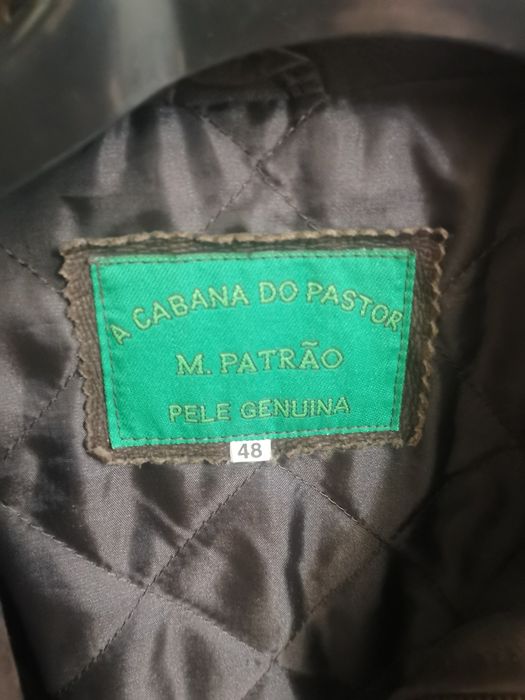 A CABANA DO PASTOR
M. PATRÃO
PELE GENUINA
48